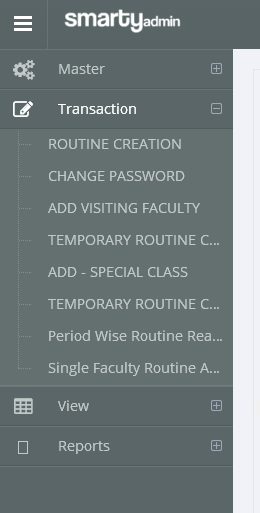 smartyadmin
Master
Transaction
ROUTINE CREATION
CHANGE PASSWORD
ADD VISITING FACULTY
TEMPORARY ROUTINE C...
ADD - SPECIAL CLASS
TEMPORARY ROUTINE C...
Period Wise Routine Rea...
Single Faculty Routine A...
View
Reports